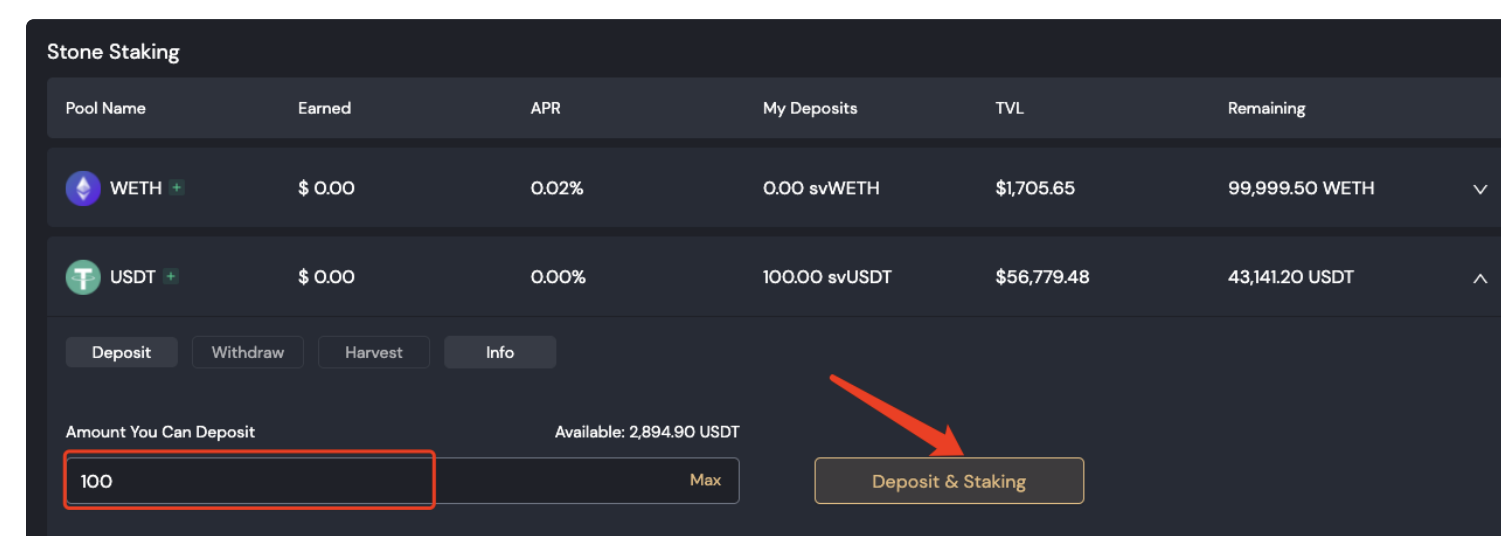 Stone Staking
Pool Name Earned APR My Deposits TVL Remaining
WETH + $ 0.00 0.02% 0.00 svWETH $1,705.65 99,999.50 WETH
USDT + $ 0.00 0.00% 100.00 svUSDT $56,779.48 43,141.20 USDT
Deposit Withdraw Harvest Info
Amount You Can Deposit Available: 2,894.90 USDT
100 Max Deposit & Staking